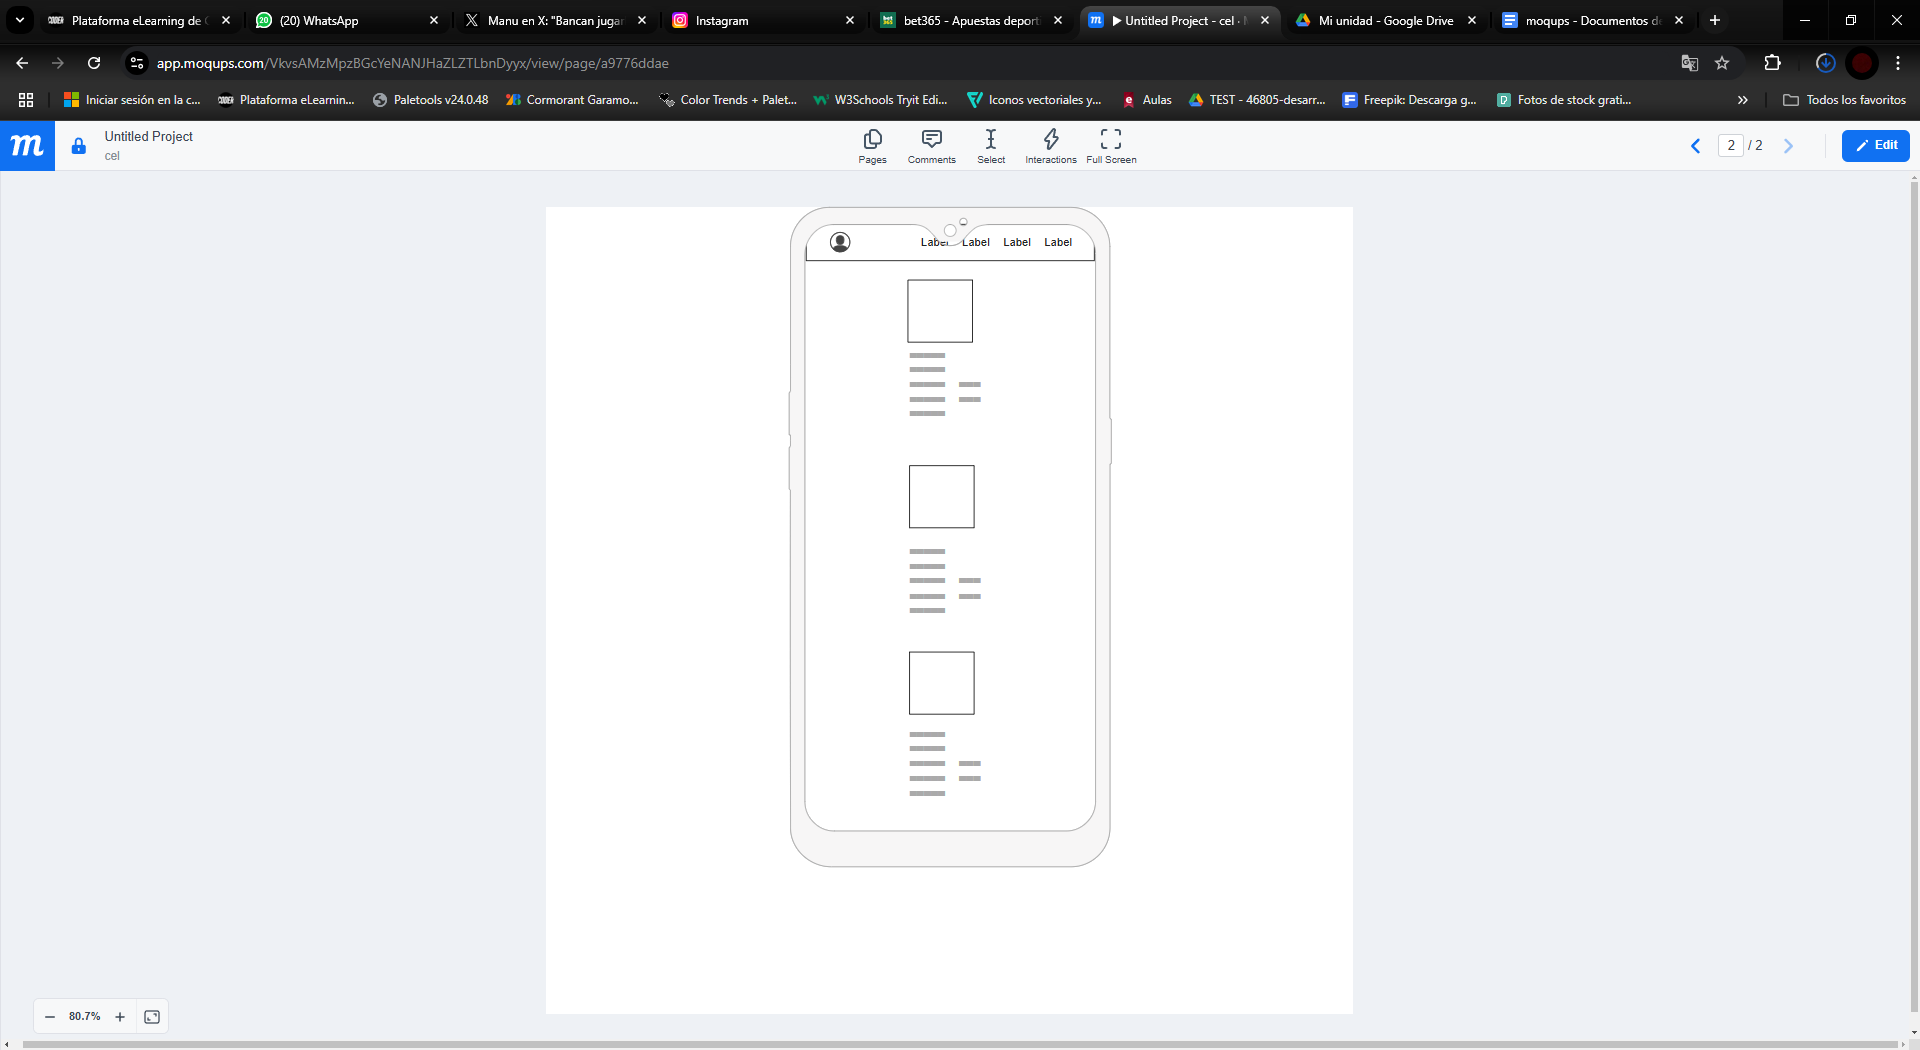 Plataforma eLearning de C
(20) WhatsApp
Manu en X: "Bancan jugar
Instagram
bet365 - Apuestas deporti
Untitled Project - cel ·
Mi unidad - Google Drive
moqups - Documentos de
app.moqups.com/VkvsAMzMpzBGcYeNANJHaZLZTLbnDyyx/view/page/a9776ddae
Iniciar sesión en la c...
Plataforma eLearnin...
Paletools v24.0.48
Cormorant Garamo...
Color Trends + Palet...
W3Schools Tryit Edi...
Iconos vectoriales y...
Aulas
TEST - 46805-desarr...
Freepik: Descarga g...
Fotos de stock grati...
Todos los favoritos
m
Untitled Project
cel
Pages
Comments
Select
Interactions
Full Screen
2 / 2
Edit
Label Label Label Label
80.7%